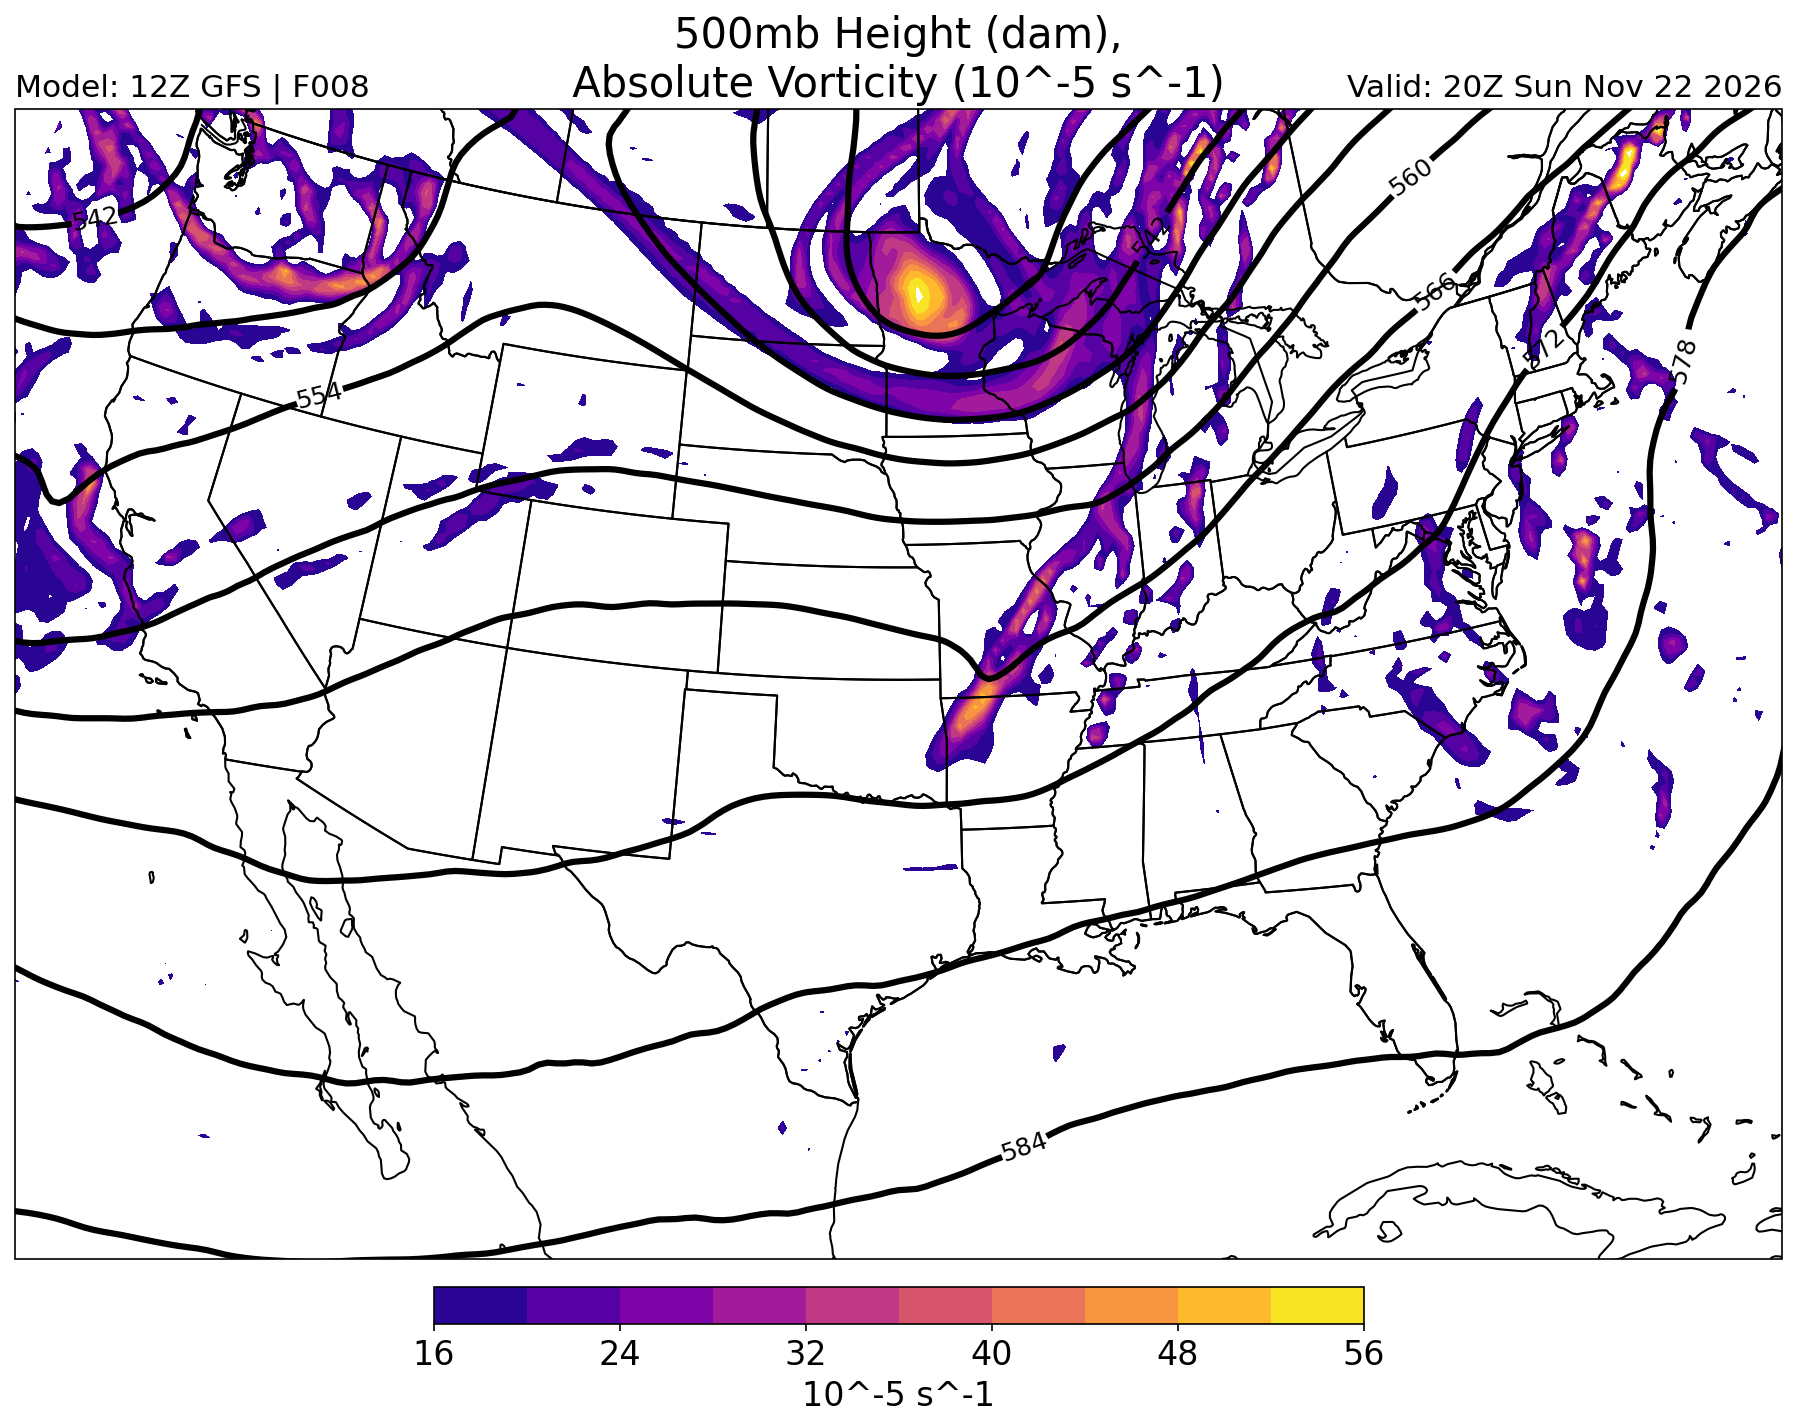 500mb Height (dam),
Absolute Vorticity (10^-5 s^-1)
Model: 12Z GFS | F008
Valid: 20Z Sun Nov 22 2026
542
542
560
566
572
578
554
584
16 24 32 40 48 56
10^-5 s^-1